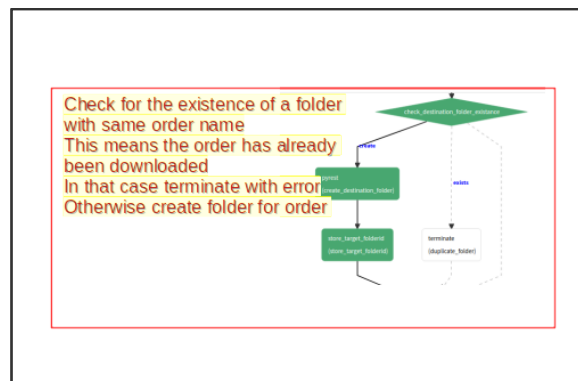 Check for the existence of a folder
with same order name
This means the order has already
been downloaded
In that case terminate with error
Otherwise create folder for order
check_destination_folder_existence
create
pyrest
(create_destination_folder)
exists
store_target_folderid
(store_target_folderid)
terminate
(duplicate_folder)